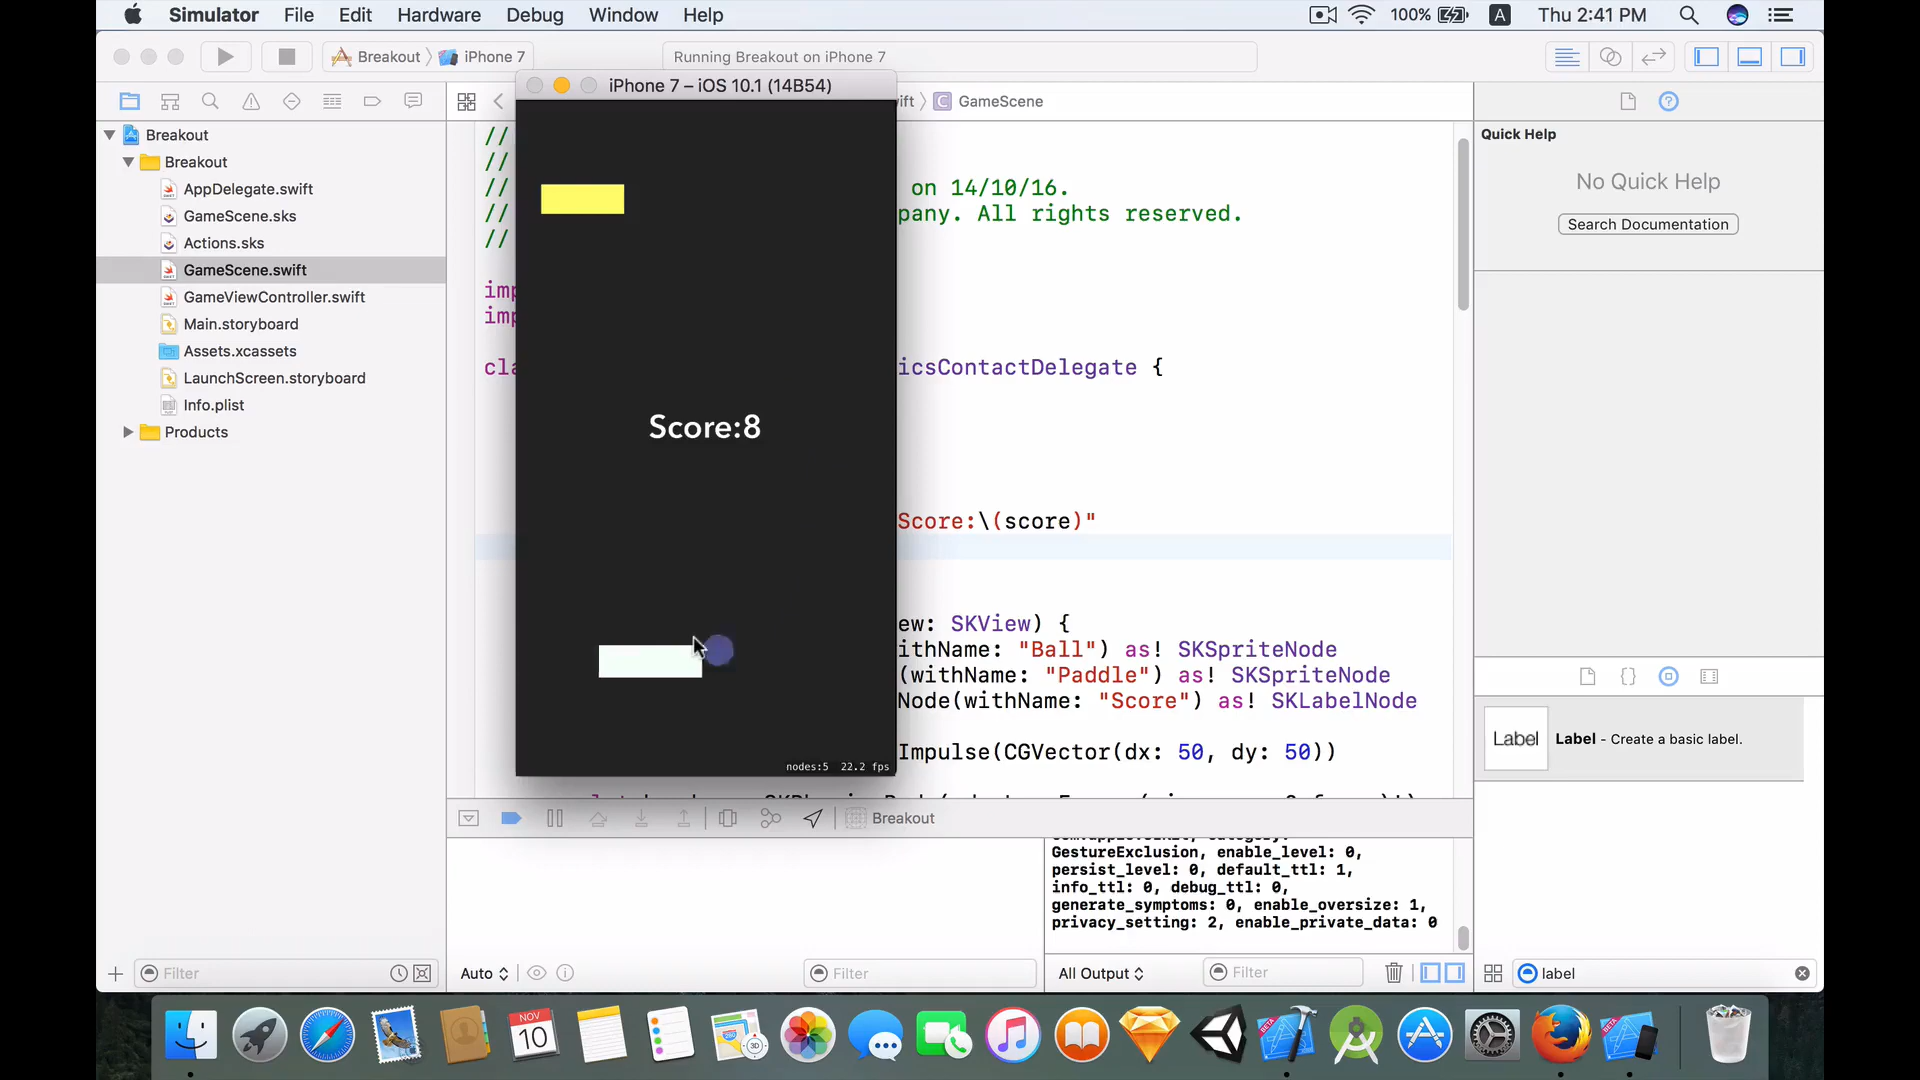 Simulator File Edit Hardware Debug Window Help 100% A Thu 2:41 PM
Breakout iPhone 7
Running Breakout on iPhone 7
iPhone 7 – iOS 10.1 (14B54)
GameScene
Breakout
Breakout
AppDelegate.swift
GameScene.sks
Actions.sks
GameScene.swift
GameViewController.swift
Main.storyboard
Assets.xcassets
LaunchScreen.storyboard
Info.plist
Products
//
//
// on 14/10/16.
// pany. All rights reserved.
//
imp
imp
cla icsContactDelegate {
Score:\(score)"
ew: SKView) {
ithName: "Ball") as! SKSpriteNode
(withName: "Paddle") as! SKSpriteNode
Node(withName: "Score") as! SKLabelNode
Impulse(CGVector(dx: 50, dy: 50))
Score:8
nodes:5 22.2 fps
Quick Help
No Quick Help
Search Documentation
Label Label - Create a basic label.
Breakout
GestureExclusion, enable_level: 0,
persist_level: 0, default_ttl: 1,
info_ttl: 0, debug_ttl: 0,
generate_symptoms: 0, enable_oversize: 1,
privacy_setting: 2, enable_private_data: 0
Filter
Auto
Filter
All Output
Filter
label
NOV
10
BETA
BETA